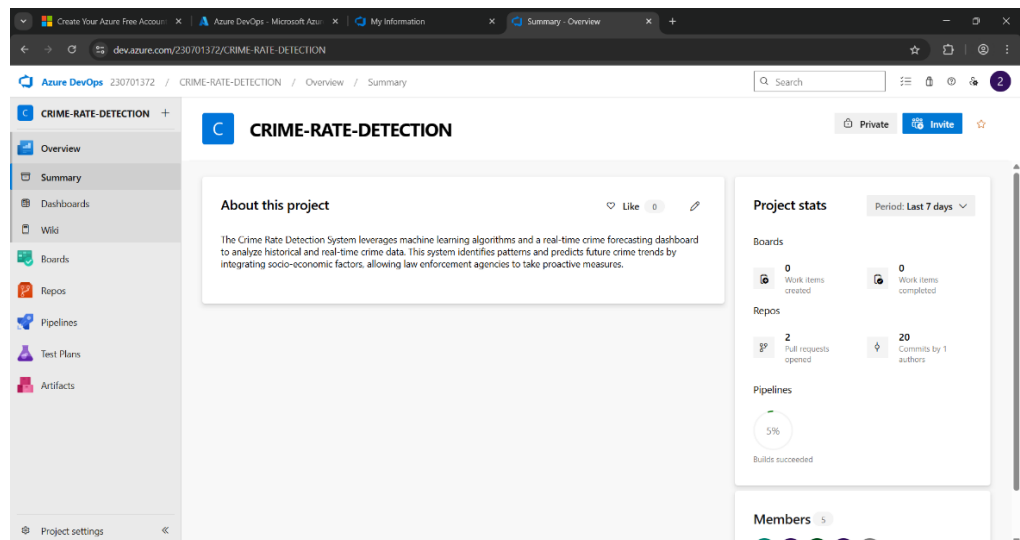 Create Your Azure Free Accoun
Azure DevOps - Microsoft Azur
My Information
Summary - Overview
dev.azure.com/230701372/CRIME-RATE-DETECTION
Azure DevOps 230701372 / CRIME-RATE-DETECTION / Overview / Summary
Search
2
C CRIME-RATE-DETECTION +
Overview
Summary
Dashboards
Wiki
Boards
Repos
Pipelines
Test Plans
Artifacts
Project settings
C CRIME-RATE-DETECTION
Private
Invite
About this project
Like 0
The Crime Rate Detection System leverages machine learning algorithms and a real-time crime forecasting dashboard
to analyze historical and real-time crime data. This system identifies patterns and predicts future crime trends by
integrating socio-economic factors, allowing law enforcement agencies to take proactive measures.
Project stats
Period: Last 7 days
Boards
0
Work items
created
0
Work items
completed
Repos
2
Pull requests
opened
20
Commits by 1
authors
Pipelines
5%
Builds succeeded
Members 5